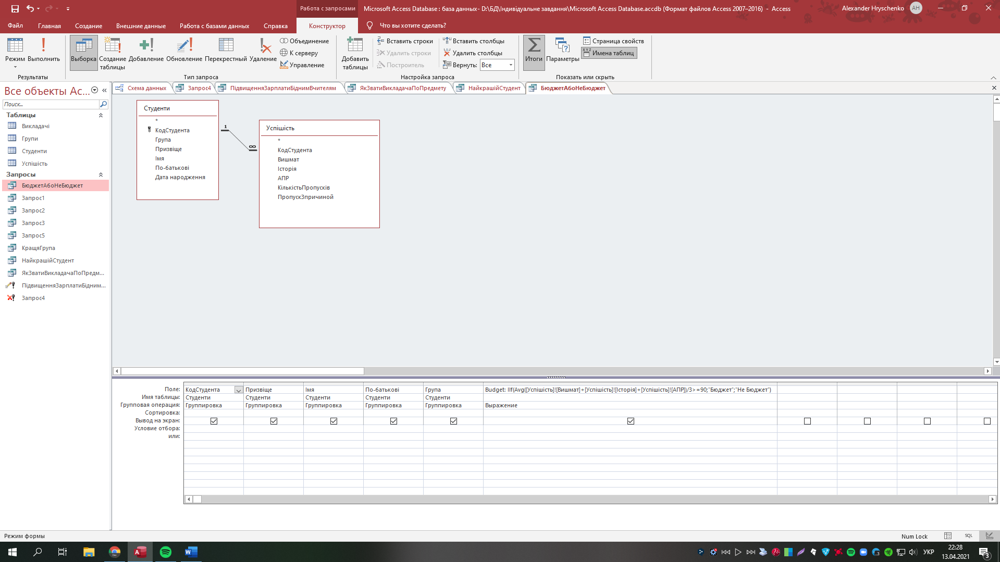 Работа с запросами
Microsoft Access Database : база данных- D:\БД\Індивідуальне завдання\Microsoft Access Database.accdb (Формат файлов Access 2007–2016) - Access
Alexander Hryschenko
AH
Файл
Главная
Создание
Внешние данные
Работа с базами данных
Справка
Конструктор
Что вы хотите сделать?
Режим
Выполнить
Результаты
Выборка
Создание таблицы
Добавление
Обновление
Перекрестный
Удаление
Объединение
К серверу
Управление
Тип запроса
Добавить таблицы
Вставить строки
Удалить строки
Построитель
Вставить столбцы
Удалить столбцы
Вернуть:
Все
Настройка запроса
Итоги
Параметры
Страница свойств
Имена таблиц
Показать или скрыть
Все объекты Ac...
Поиск...
Таблицы
Викладачі
Групи
Студенти
Успішість
Запросы
БюджетАбоНеБюджет
Запрос1
Запрос2
Запрос3
Запрос5
КращяГрупа
НайкрашійСтудент
ЯкЗватиВикладачаПоПредм...
ПідвищенняЗарплатиБідним...
Запрос4
Схема данных
Запрос4
ПідвищенняЗарплатиБіднимВчителям
ЯкЗватиВикладачаПоПредмету
НайкрашійСтудент
БюджетАбоНеБюджет
Студенти
*
КодСтудента
Група
Призвіще
Імя
По-батькові
Дата народження
1
∞
Успішість
*
КодСтудента
Вишмат
Історія
АПР
КількістьПропусків
ПропускЗпричиной
Поле: КодСтудента Призвіще Імя По-батькові Група Budget: IIf(Avg([Успішість]![Вишмат]+[Успішість]![Історія]+[Успішість]![АПР])/3>=90;"Бюджет";"Не Бюджет")
Имя таблицы: Студенти Студенти Студенти Студенти Студенти
Групповая операция: Группировка Группировка Группировка Группировка Группировка Выражение
Сортировка:
Вывод на экран:
Условие отбора:
или:
Режим формы
Num Lock
SQL
УКР
22:28
13.04.2021
3